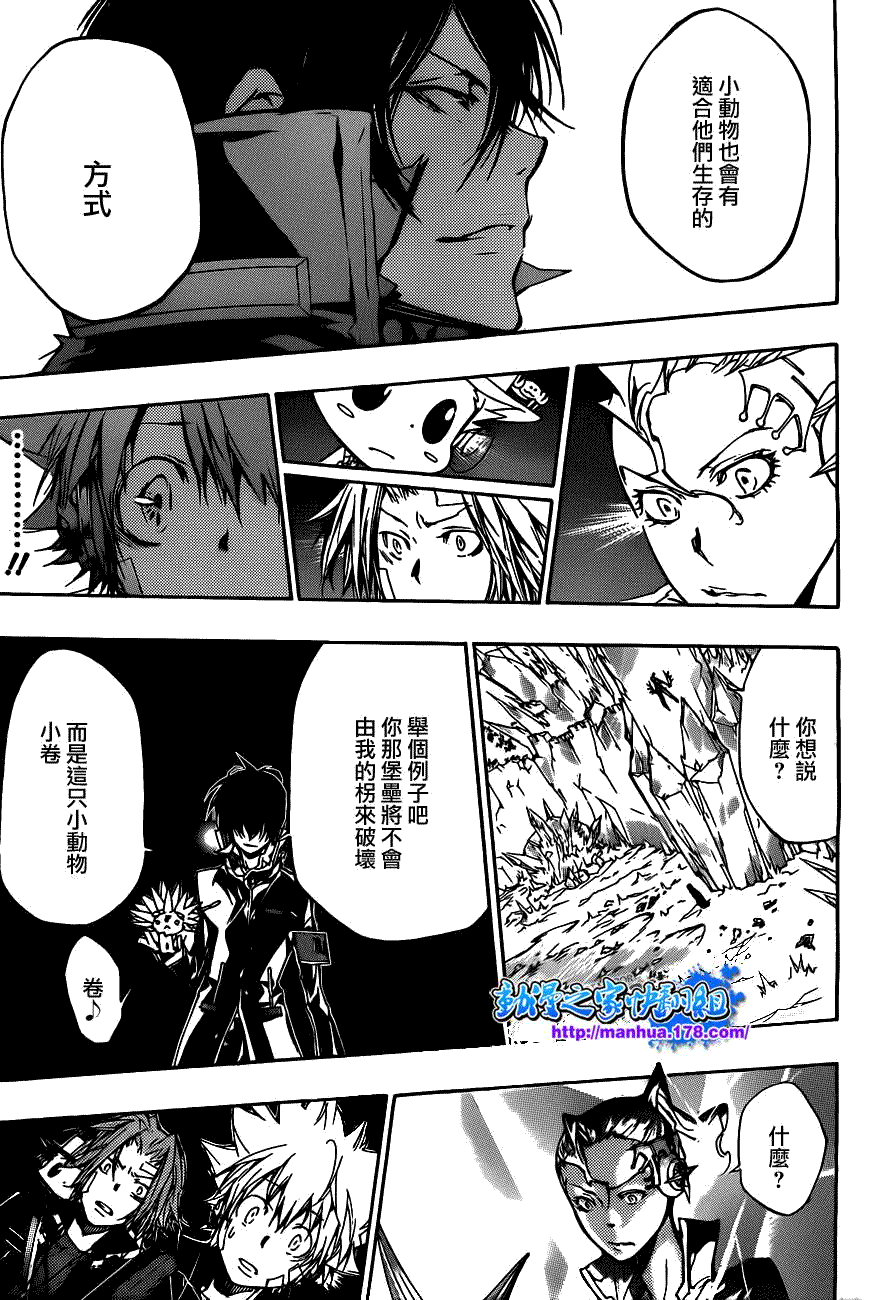 小動物也會有
適合他們生存的
方式
⋯⋯⋯!!
你想説
什麼?
舉個例子吧
你那堡壘將不會
由我的拐來破壞
而是這只小動物
小卷
卷♪
動漫之家快翻組
http://manhua.178.com/
什麼?